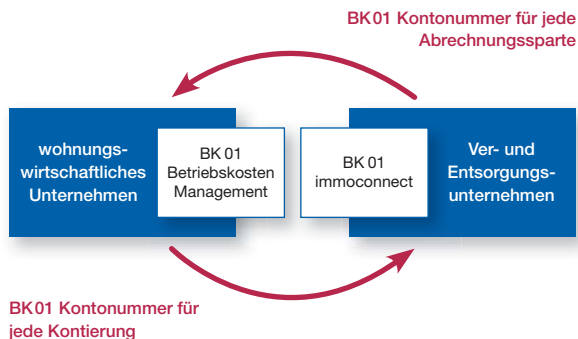 BK01 Kontonummer für jede
Abrechnungssparte
wohnungs-
wirtschaftliches
Unternehmen
BK 01
Betriebskosten
Management
BK 01
immoconnect
Ver- und
Entsorgungs-
unternehmen
BK01 Kontonummer für
jede Kontierung